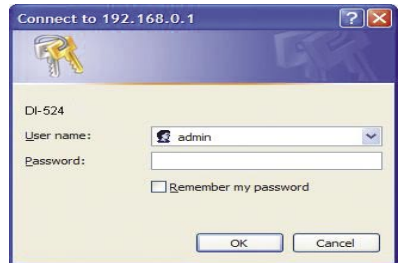 Connect to 192.168.0.1
DI-524
User name: admin
Password:
Remember my password
OK Cancel